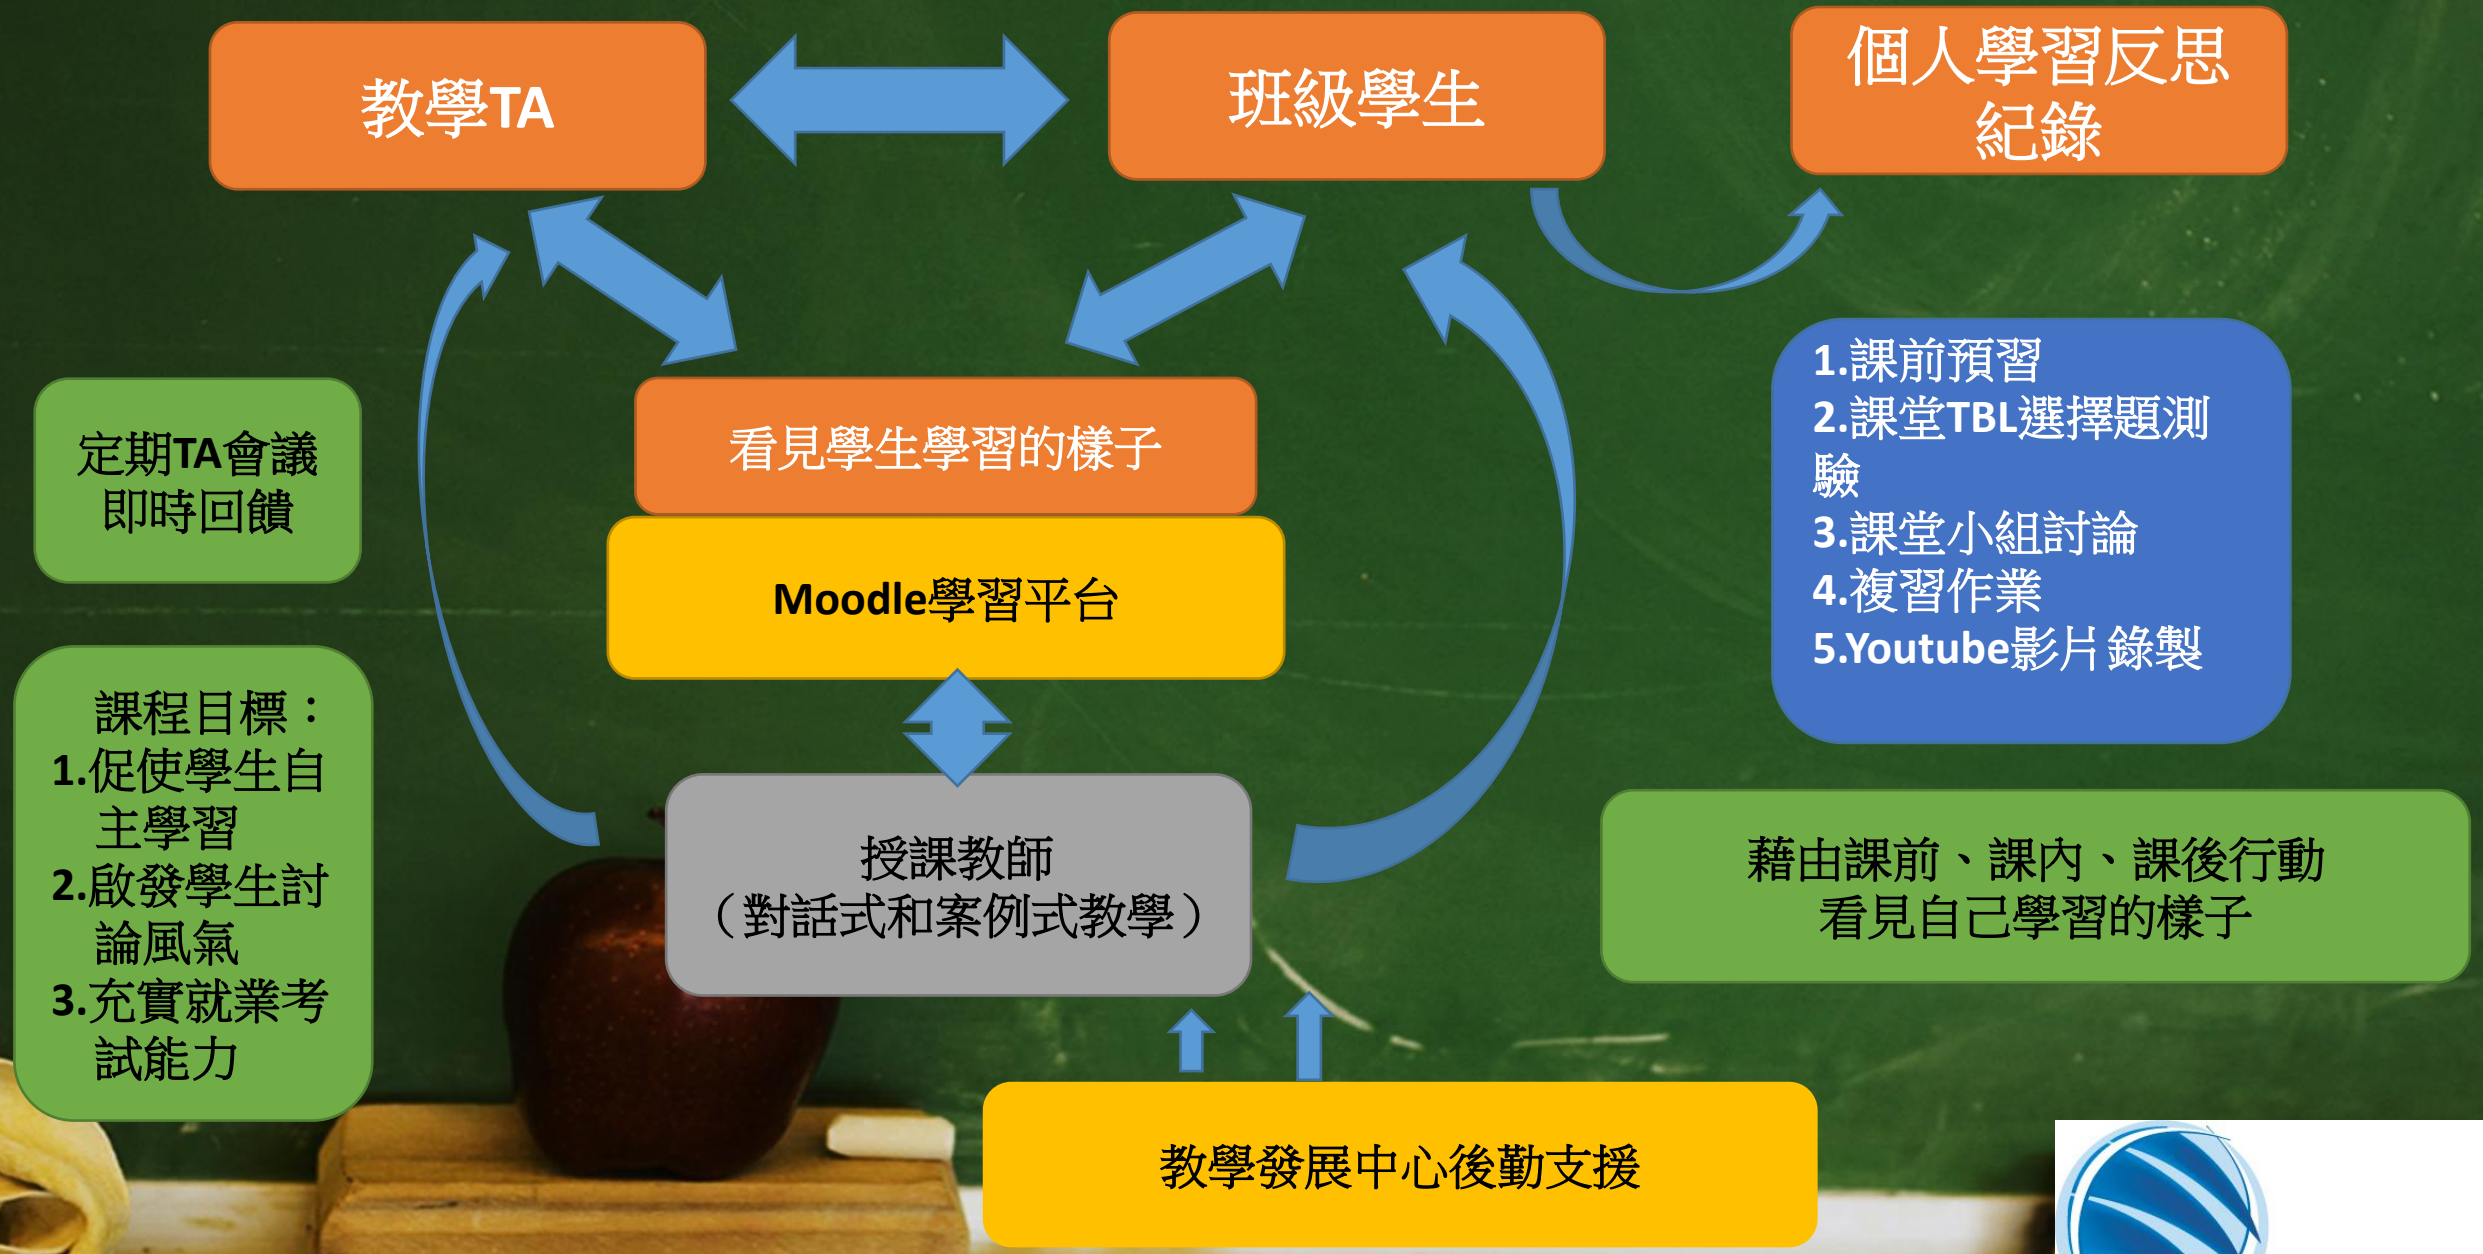 教學TA
班級學生
個人學習反思
紀錄
看見學生學習的樣子
Moodle學習平台
定期TA會議
即時回饋
1.課前預習
2.課堂TBL選擇題測
驗
3.課堂小組討論
4.複習作業
5.Youtube影片錄製
課程目標：
1.促使學生自
主學習
2.啟發學生討
論風氣
3.充實就業考
試能力
授課教師
（對話式和案例式教學）
藉由課前、課內、課後行動
看見自己學習的樣子
教學發展中心後勤支援